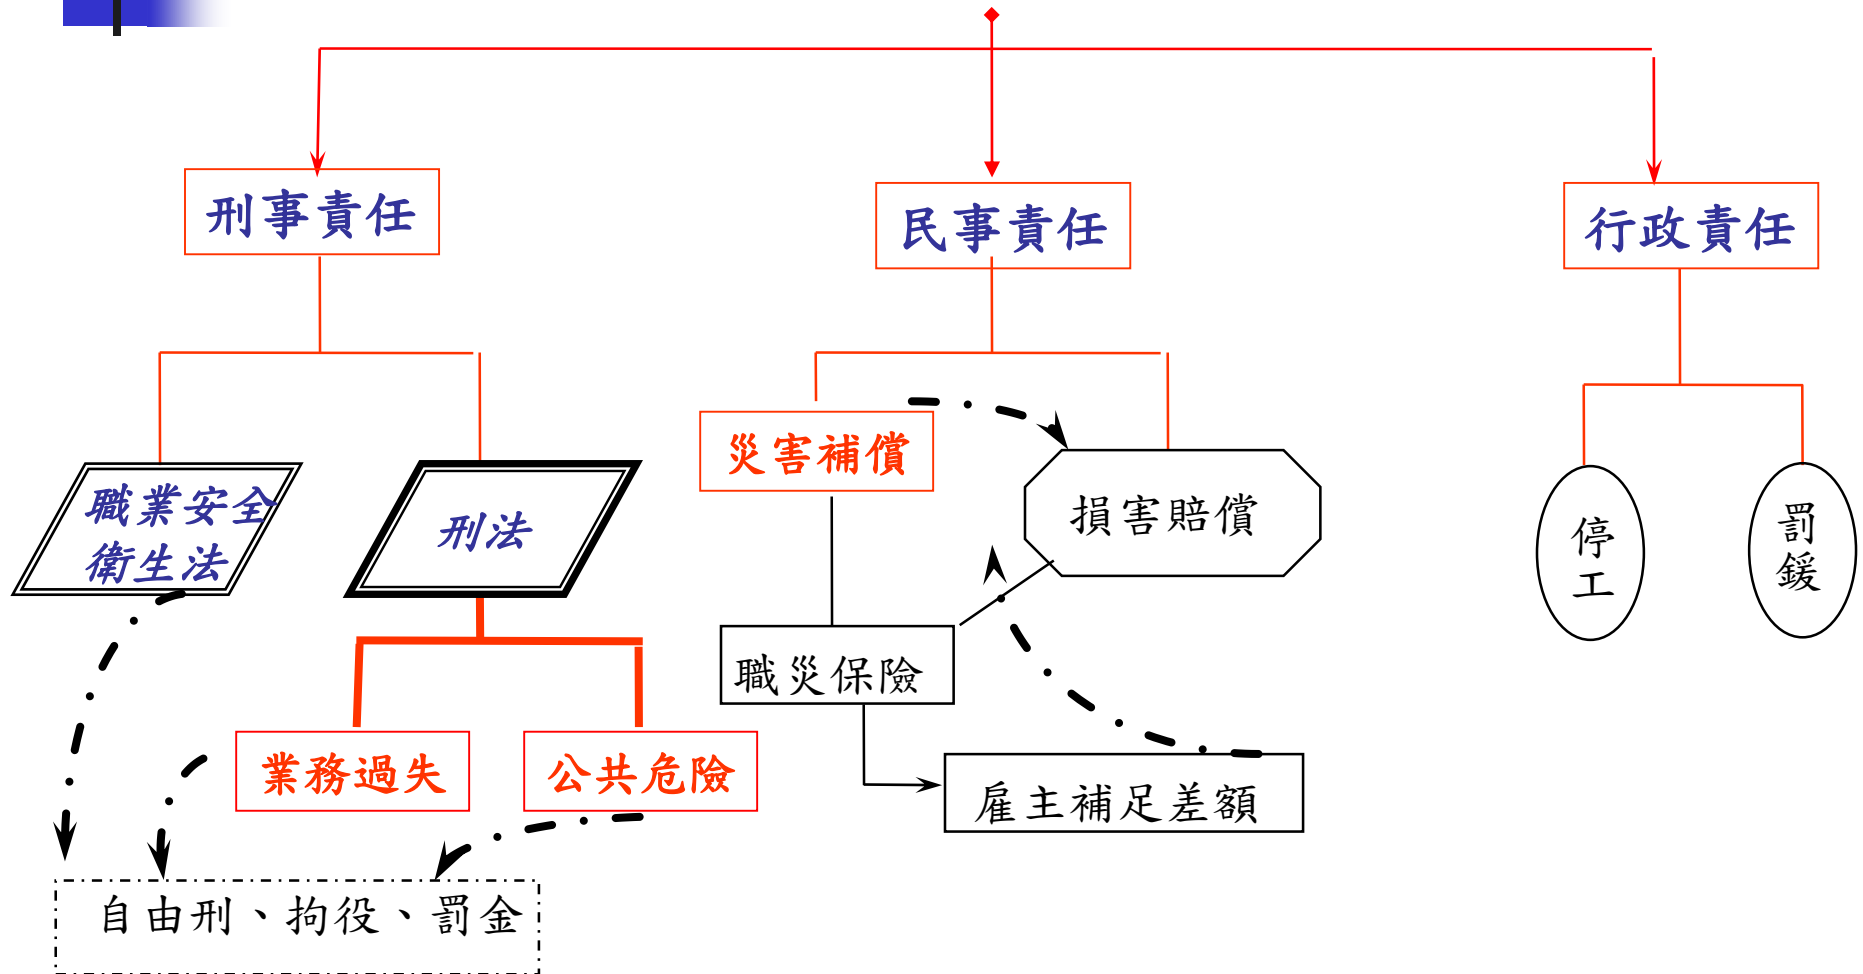 刑事責任
民事責任
行政責任
職業安全
衛生法
刑法
災害補償
損害賠償
停
工
罰
鍰
職災保險
業務過失
公共危險
雇主補足差額
自由刑、拘役、罰金